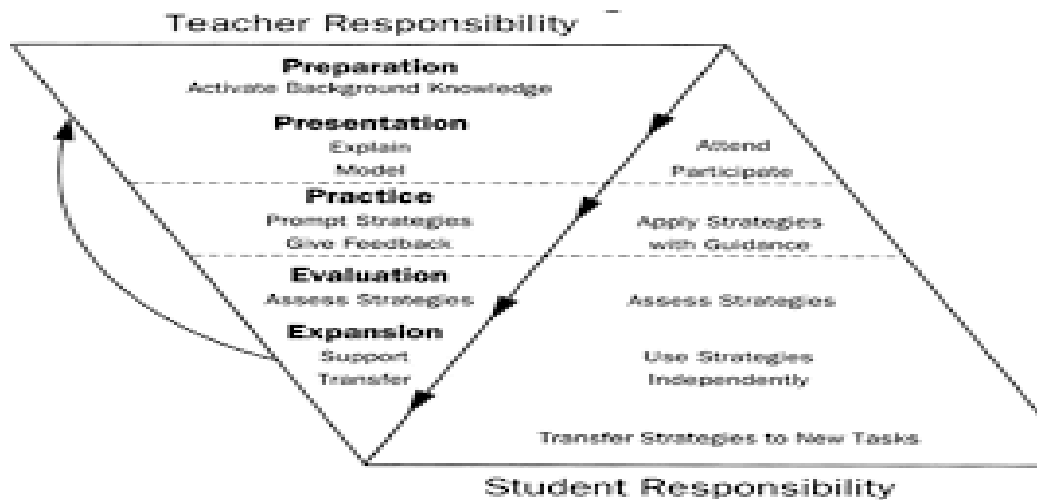 Teacher Responsibility
Preparation
Activate Background Knowledge
Presentation
Explain
Model
Attend
Participate
Practice
Prompt Strategies
Give Feedback
Apply Strategies
with Guidance
Evaluation
Assess Strategies
Assess Strategies
Expansion
Support
Transfer
Use Strategies
Independently
Transfer Strategies to New Tasks
Student Responsibility